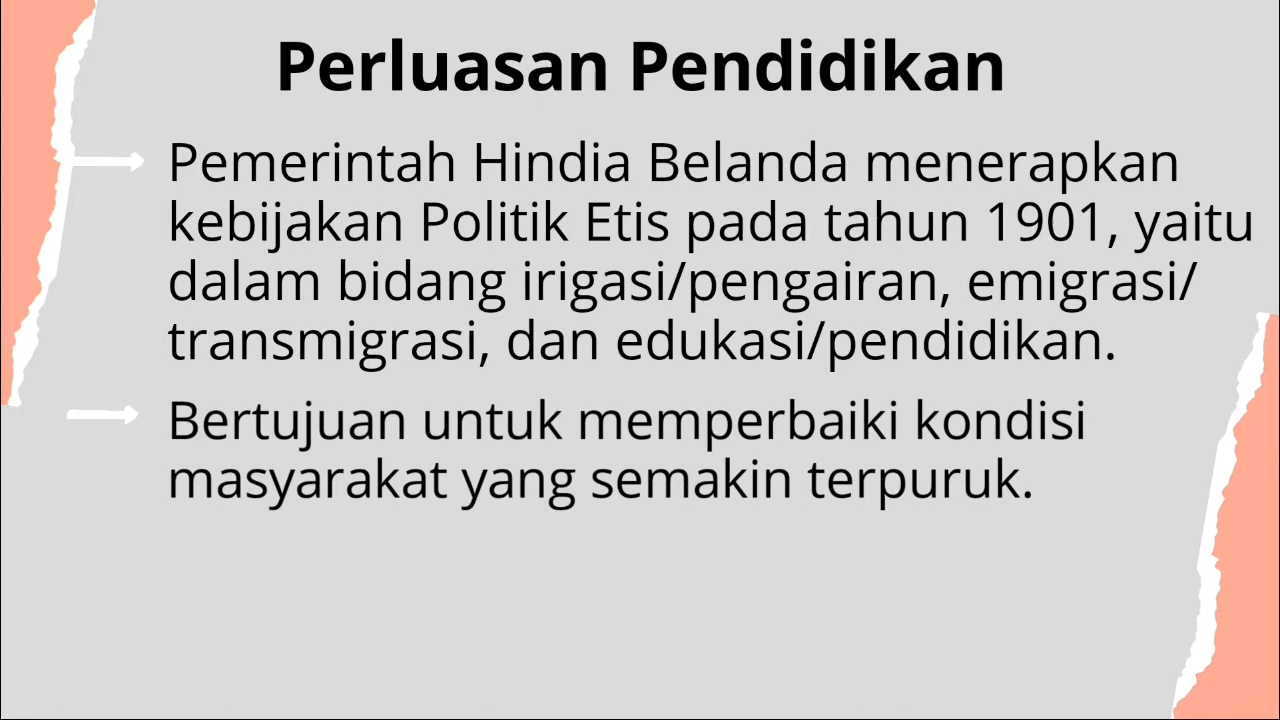 Perluasan Pendidikan
Pemerintah Hindia Belanda menerapkan
kebijakan Politik Etis pada tahun 1901, yaitu
dalam bidang irigasi/pengairan, emigrasi/
transmigrasi, dan edukasi/pendidikan.
Bertujuan untuk memperbaiki kondisi
masyarakat yang semakin terpuruk.